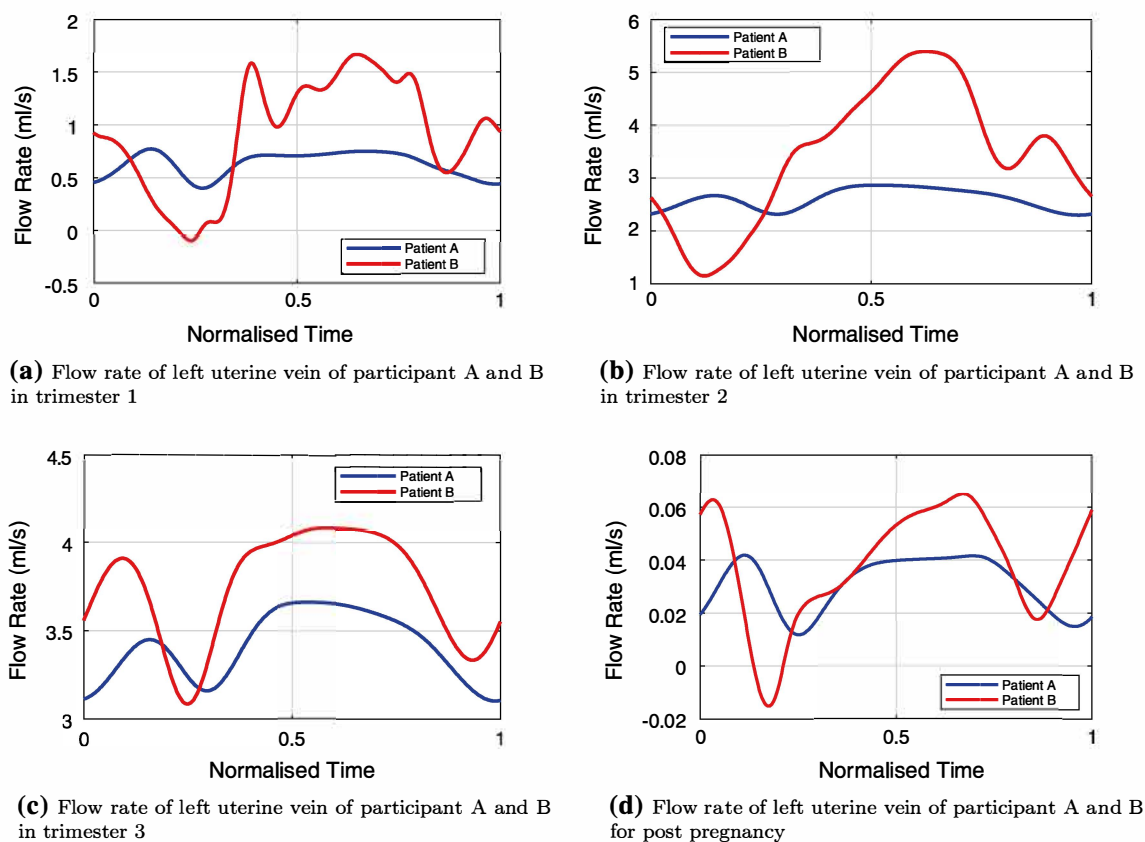 2
1.5
1
0.5
0
-0.5
Flow Rate (ml/s)
Patient A
Patient B
0
0.5
1
Normalised Time
(a) Flow rate of left uterine vein of participant A and B
in trimester 1
6
5
4
3
2
1
Flow Rate (ml/s)
Patient A
Patient B
0
0.5
1
Normalised Time
(b) Flow rate of left uterine vein of participant A and B
in trimester 2
4.5
4
3.5
3
Flow Rate (ml/s)
Patient A
Patient B
0
0.5
1
Normalised Time
(c) Flow rate of left uterine vein of participant A and B
in trimester 3
0.08
0.06
0.04
0.02
0
-0.02
Flow Rate (ml/s)
Patient A
Patient B
0
0.5
1
Normalised Time
(d) Flow rate of left uterine vein of participant A and B
for post pregnancy